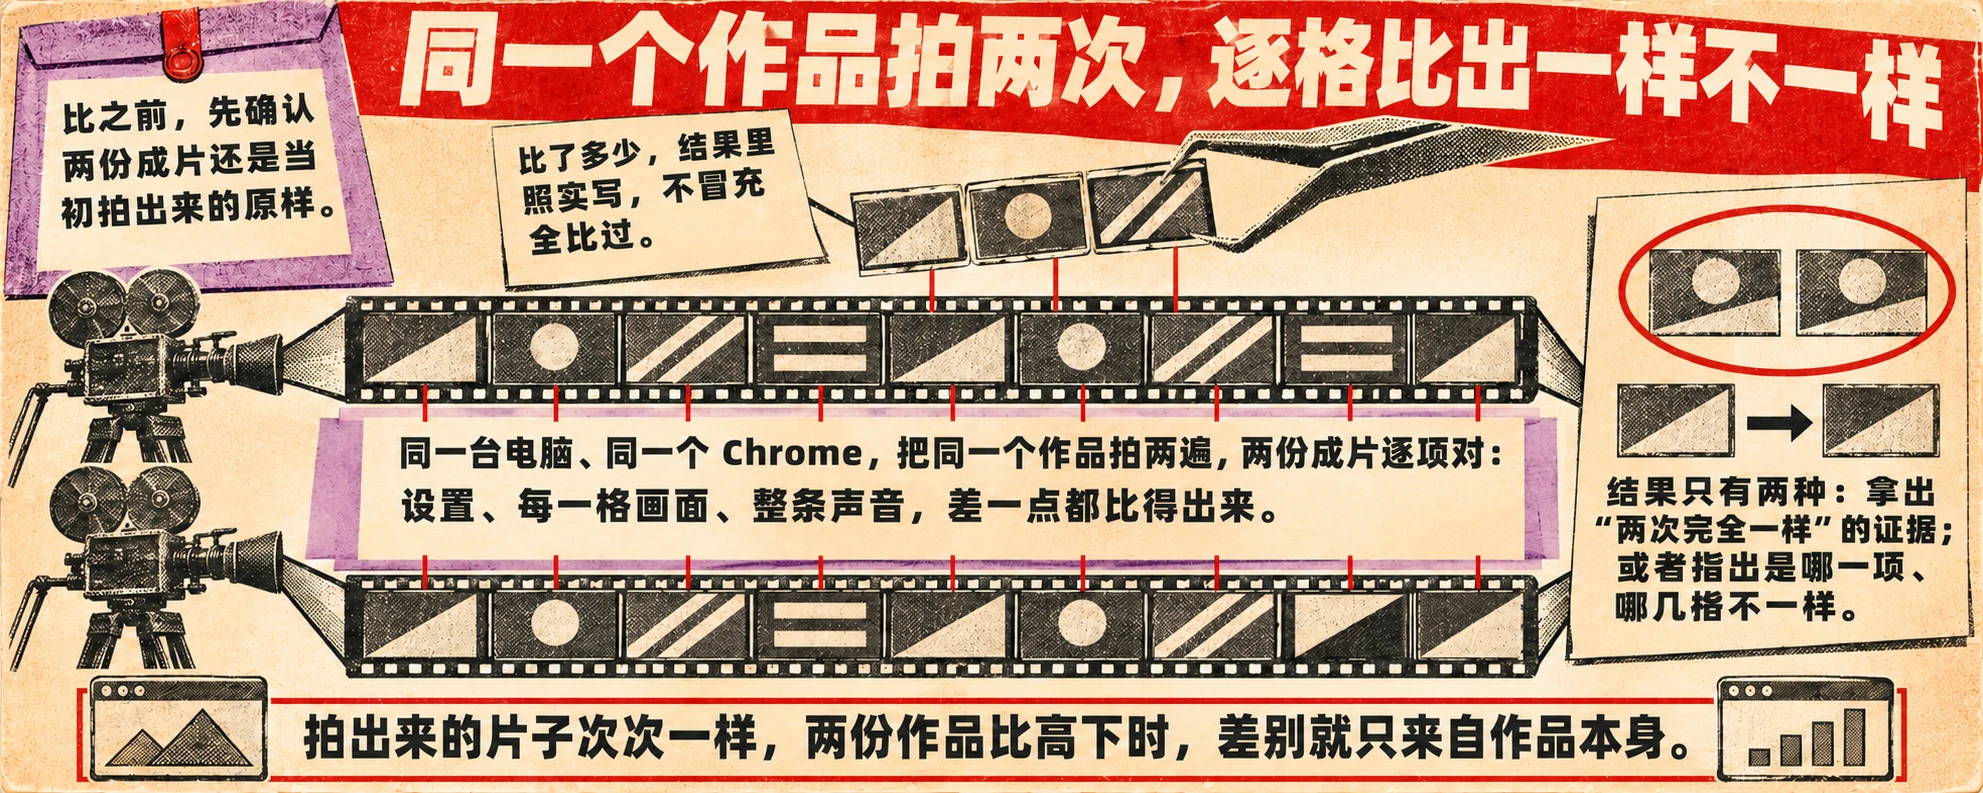 同一个作品拍两次，逐格比出一样不一样
比之前，先确认
两份成片还是当
初拍出来的原样。
比了多少，结果里
照实写，不冒充
全比过。
同一台电脑、同一个 Chrome，把同一个作品拍两遍，两份成片逐项对：
设置、每一格画面、整条声音，差一点都比得出来。
结果只有两种：拿出
“两次完全一样”的证据；
或者指出是哪一项、
哪几格不一样。
拍出来的片子次次一样，两份作品比高下时，差别就只来自作品本身。